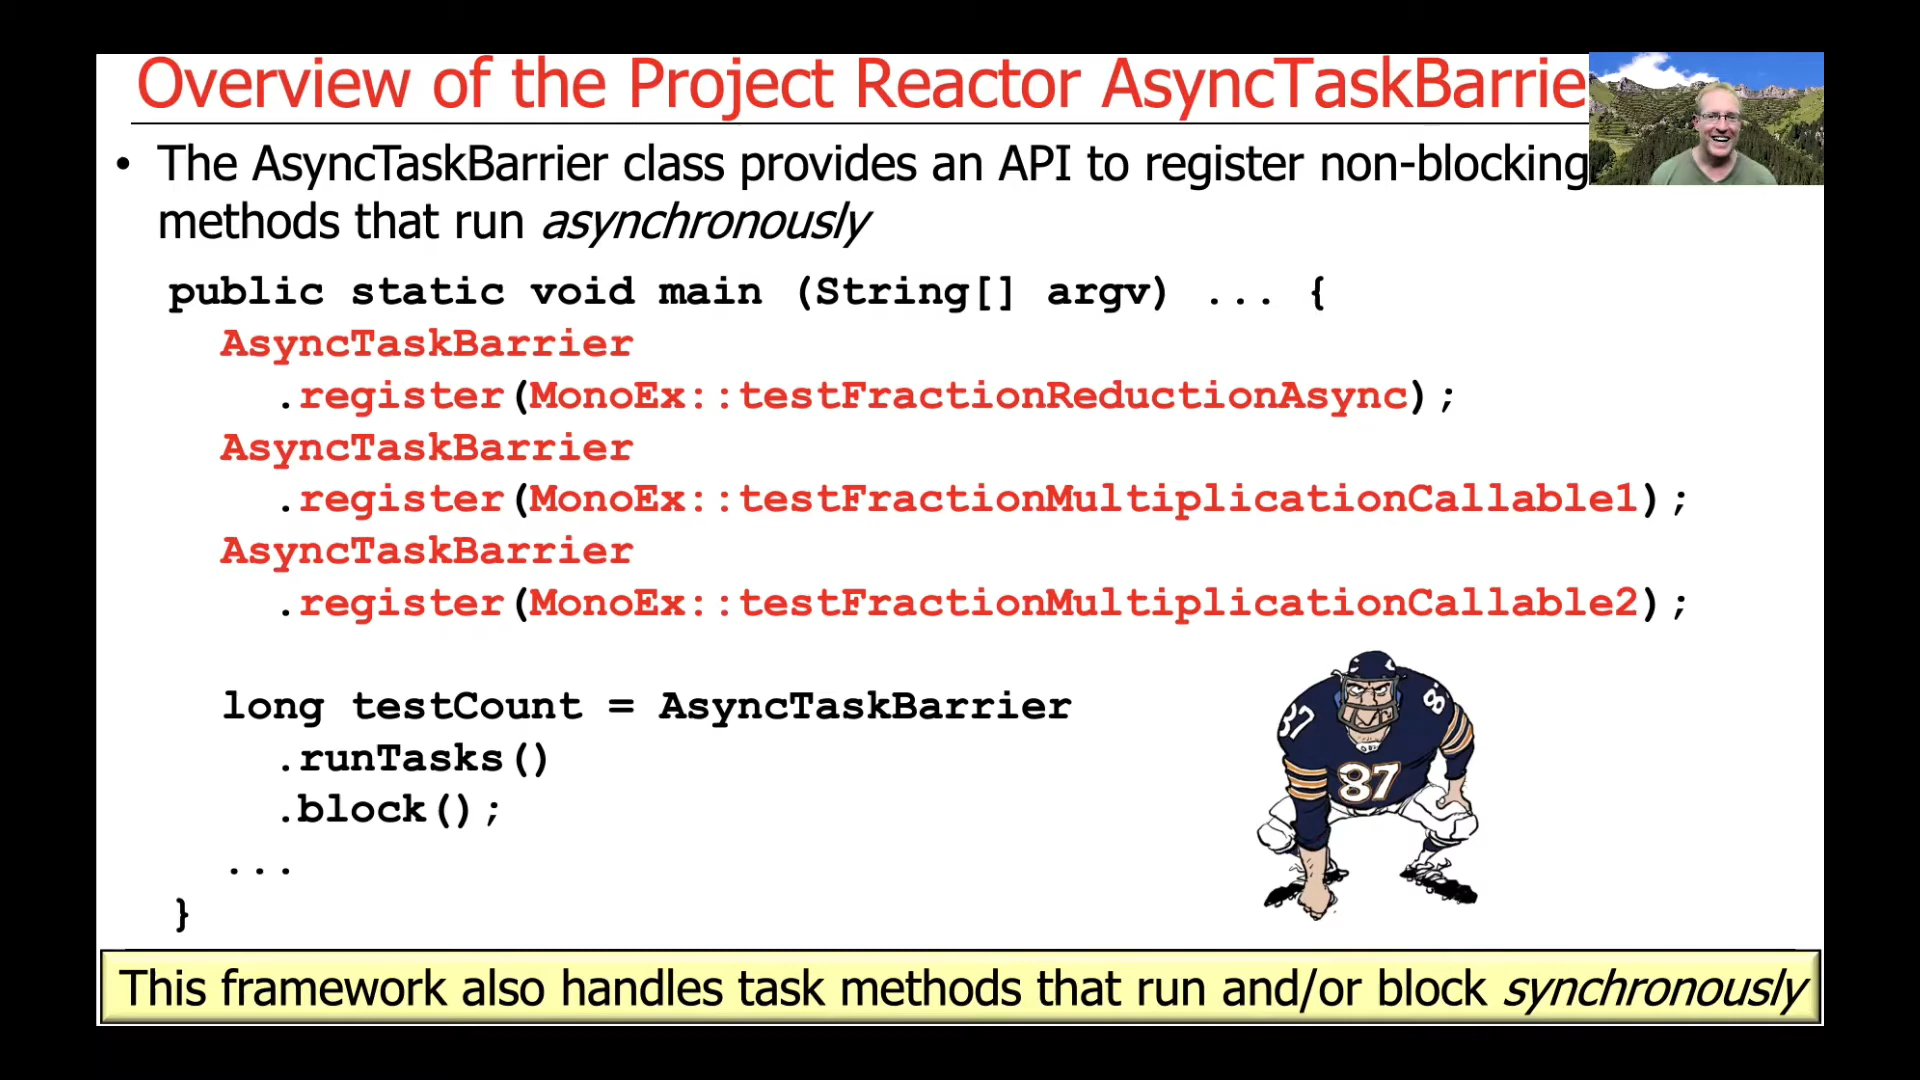 Overview of the Project Reactor AsyncTaskBarrie
• The AsyncTaskBarrier class provides an API to register non-blocking
methods that run asynchronously
public static void main (String[] argv) ... {
AsyncTaskBarrier
.register(MonoEx::testFractionReductionAsync);
AsyncTaskBarrier
.register(MonoEx::testFractionMultiplicationCallable1);
AsyncTaskBarrier
.register(MonoEx::testFractionMultiplicationCallable2);
long testCount = AsyncTaskBarrier
.runTasks()
.block();
...
}
87
87
This framework also handles task methods that run and/or block synchronously